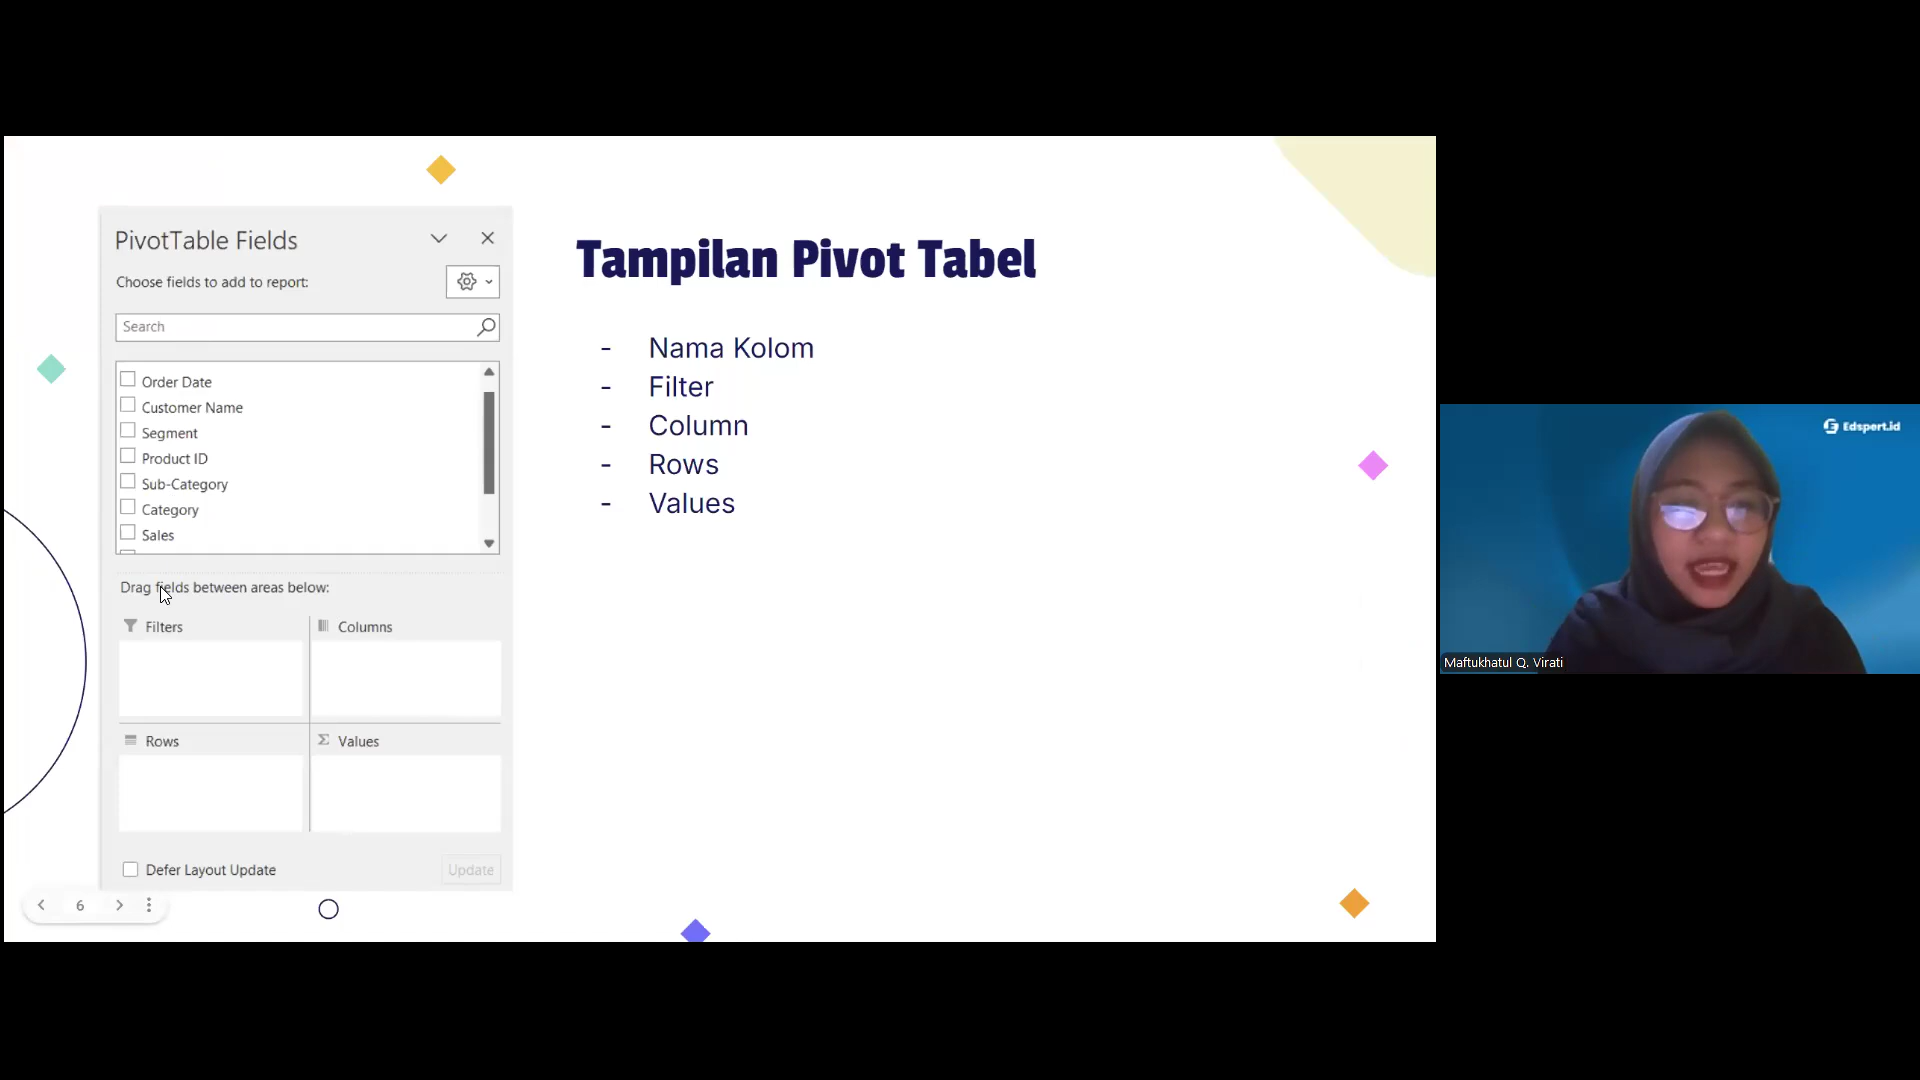 PivotTable Fields
Choose fields to add to report:
Search
Order Date
Customer Name
Segment
Product ID
Sub-Category
Category
Sales
Drag fields between areas below:
Filters
Columns
Rows
Values
Defer Layout Update
Update
6
Tampilan Pivot Tabel
- Nama Kolom
- Filter
- Column
- Rows
- Values
Edspert.id
Maftukhatul Q. Virati